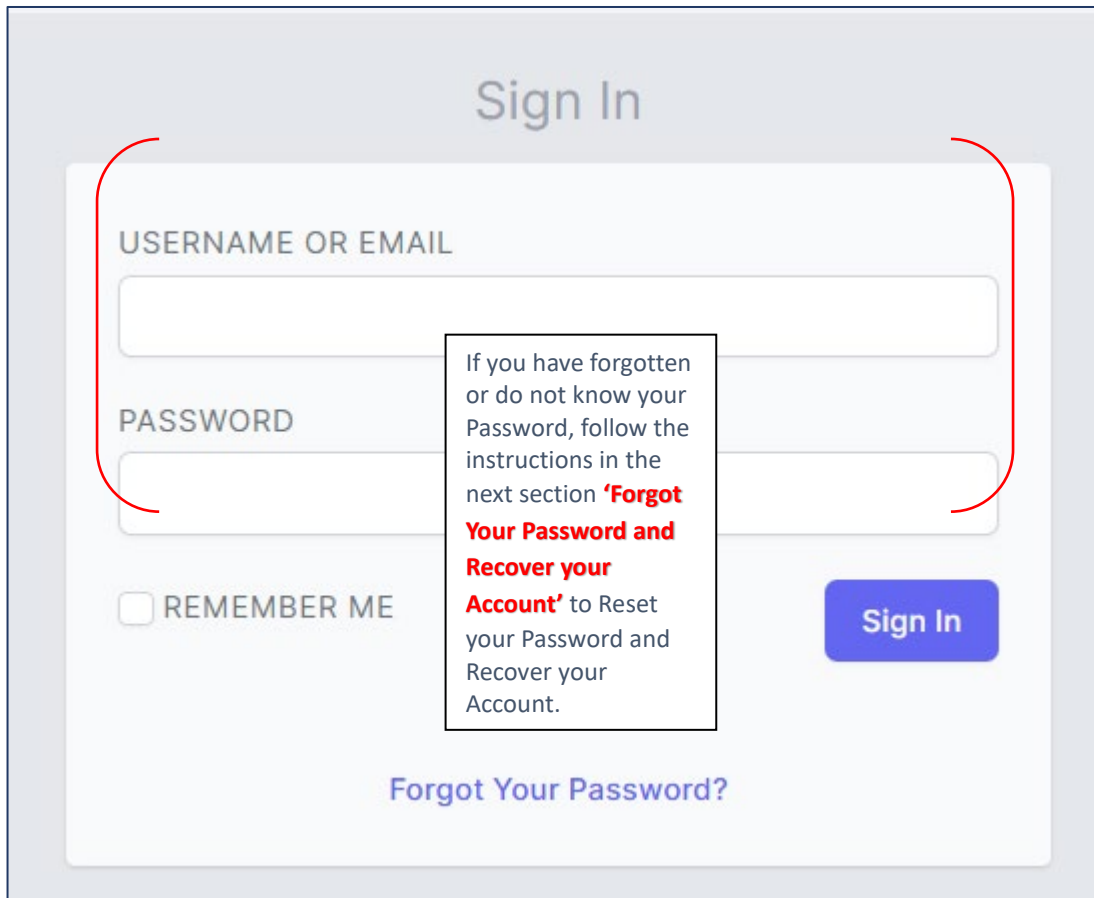 Sign In
USERNAME OR EMAIL
If you have forgotten
or do not know your
Password, follow the
instructions in the
next section ‘Forgot
Your Password and
Recover your
Account’ to Reset
your Password and
Recover your
Account.
PASSWORD
REMEMBER ME
Sign In
Forgot Your Password?